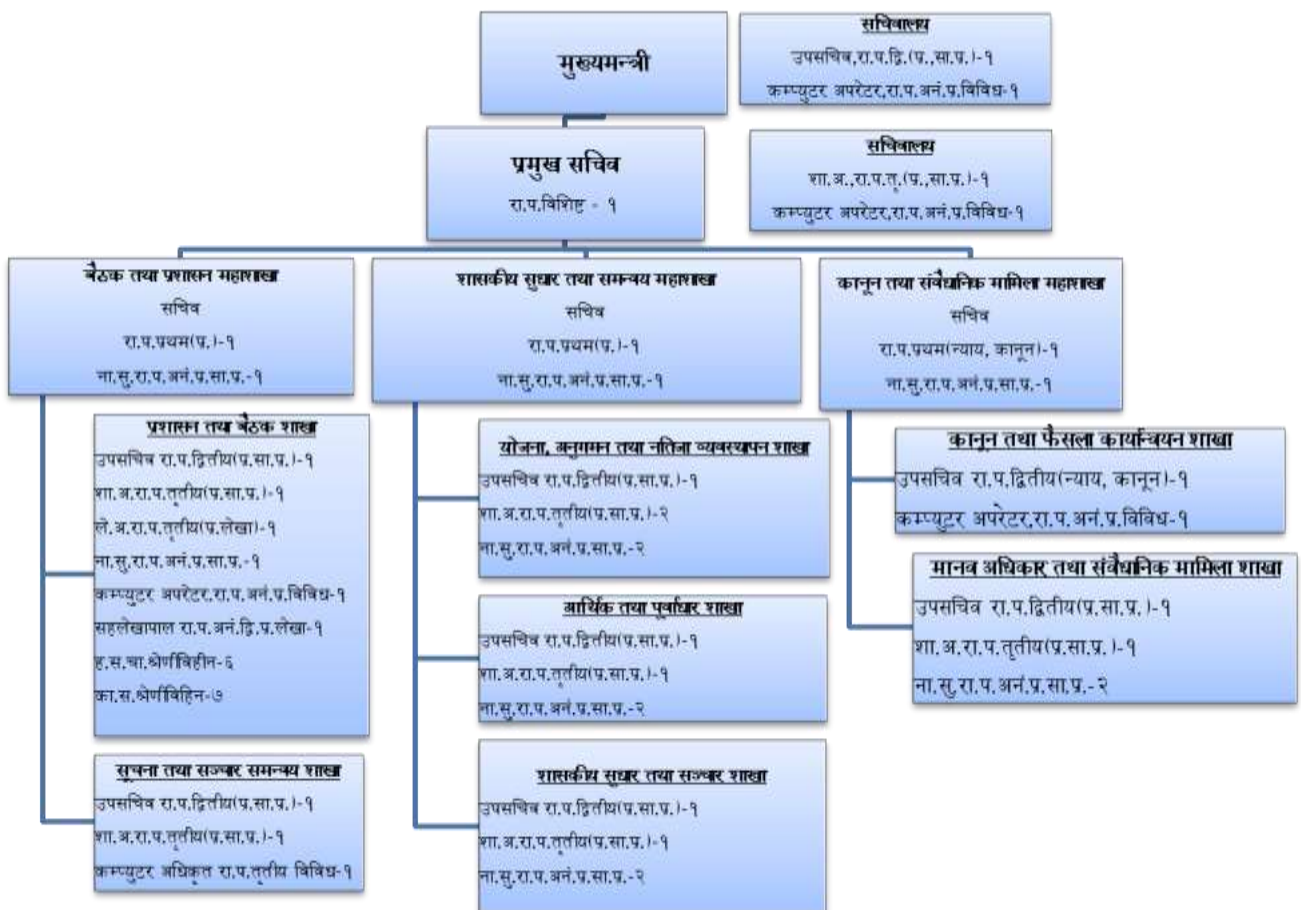 मुख्यमन्त्री
सचिवालय
उपसचिव,रा.प.द्वि.(प्र.,सा.प्र.)-१
कम्प्युटर अपरेटर,रा.प.अनं.प्र.विविध-१
प्रमुख सचिव
रा.प.विशिष्ट - १
सचिवालय
शा.अ.,रा.प.तृ.(प्र.,सा.प्र.)-१
कम्प्युटर अपरेटर,रा.प.अनं.प्र.विविध-१
बैठक तथा प्रशासन महाशाखा
सचिव
रा.प.प्रथम(प्र.)-१
ना.सु.रा.प.अनं.प्र.सा.प्र.-१
प्रशासन तथा बैठक शाखा
उपसचिव रा.प.द्वितीय(प्र.सा.प्र.)-१
शा.अ.रा.प.तृतीय(प्र.सा.प्र.)-१
ले.अ.रा.प.तृतीय(प्र.लेखा)-१
ना.सु.रा.प.अनं.प्र.सा.प्र.-१
कम्प्युटर अपरेटर,रा.प.अनं.प्र.विविध-१
सहलेखापाल रा.प.अनं.द्वि.प्र.लेखा-१
ह.स.चा.श्रेणीविहीन-६
का.स.श्रेणीविहिन-७
सूचना तथा सञ्चार समन्वय शाखा
उपसचिव रा.प.द्वितीय(प्र.सा.प्र.)-१
शा.अ.रा.प.तृतीय(प्र.सा.प्र.)-१
कम्प्युटर अधिकृत रा.प.तृतीय विविध-१
शासकीय सुधार तथा समन्वय महाशाखा
सचिव
रा.प.प्रथम(प्र.)-१
ना.सु.रा.प.अनं.प्र.सा.प्र.-१
योजना, अनुगमन तथा नतिजा व्यवस्थापन शाखा
उपसचिव रा.प.द्वितीय(प्र.सा.प्र.)-१
शा.अ.रा.प.तृतीय(प्र.सा.प्र.)-२
ना.सु.रा.प.अनं.प्र.सा.प्र.-२
आर्थिक तथा पूर्वाधार शाखा
उपसचिव रा.प.द्वितीय(प्र.सा.प्र.)-१
शा.अ.रा.प.तृतीय(प्र.सा.प्र.)-१
ना.सु.रा.प.अनं.प्र.सा.प्र.-२
शासकीय सुधार तथा सञ्चार शाखा
उपसचिव रा.प.द्वितीय(प्र.सा.प्र.)-१
शा.अ.रा.प.तृतीय(प्र.सा.प्र.)-१
ना.सु.रा.प.अनं.प्र.सा.प्र.-२
कानून तथा संवैधानिक मामिला महाशाखा
सचिव
रा.प.प्रथम(न्याय, कानून)-१
ना.सु.रा.प.अनं.प्र.सा.प्र.-१
कानून तथा फैसला कार्यान्वयन शाखा
उपसचिव रा.प.द्वितीय(न्याय, कानून)-१
कम्प्युटर अपरेटर,रा.प.अनं.प्र.विविध-१
मानव अधिकार तथा संवैधानिक मामिला शाखा
उपसचिव रा.प.द्वितीय(प्र.सा.प्र.)-१
शा.अ.रा.प.तृतीय(प्र.सा.प्र.)-१
ना.सु.रा.प.अनं.प्र.सा.प्र.-२